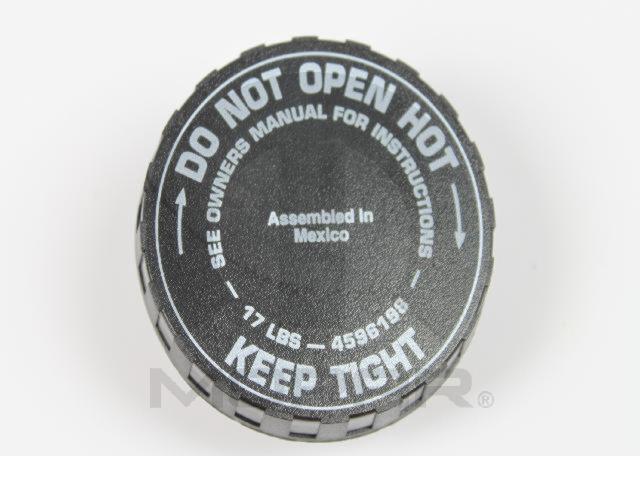 DO NOT OPEN HOT
SEE OWNERS MANUAL FOR INSTRUCTIONS
Assembled In
Mexico
17 LBS — 4596198
KEEP TIGHT